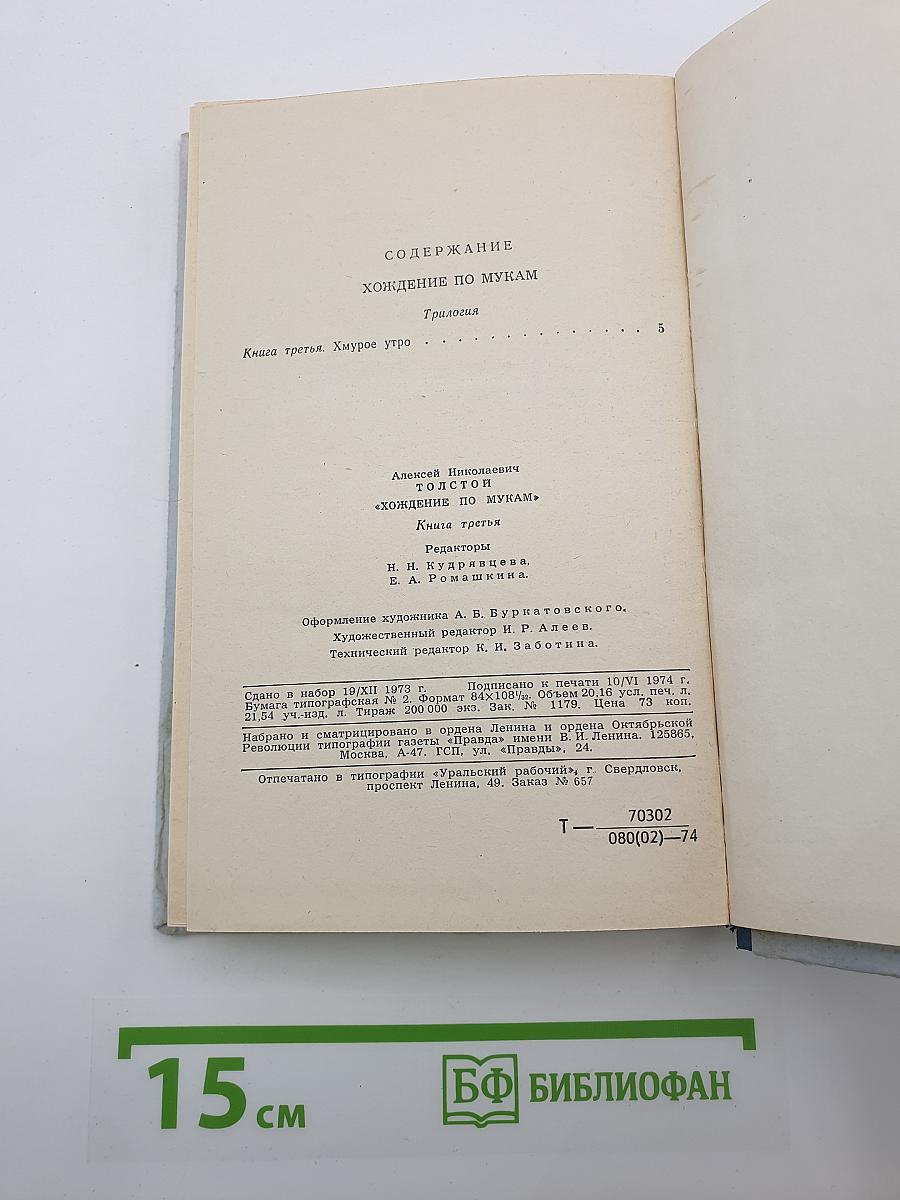 СОДЕРЖАНИЕ
ХОЖДЕНИЕ ПО МУКАМ
Трилогия
Книга третья. Хмурое утро . . . . . . . . . . . . . . 5
Алексей Николаевич
ТОЛСТОЙ
«ХОЖДЕНИЕ ПО МУКАМ»
Книга третья
Редакторы
Н. Н. Кудрявцева,
Е. А. Ромашкина.
Оформление художника А. В. Буркатовского.
Художественный редактор И. Р. Алеев.
Технический редактор К. И. Заботина.
Сдано в набор 19/XII 1973 г. Подписано к печати 10/VI 1974 г.
Бумага типографская № 2. Формат 84×108¹/₃₂. Объем 20,16 усл. печ. л.
21,54 уч.-изд. л. Тираж 200 000 экз. Зак. № 1179. Цена 73 коп.
Набрано и сматрицировано в ордена Ленина и ордена Октябрьской
Революции типографии газеты «Правда» имени В. И. Ленина. 125865,
Москва, А-47. ГСП, ул. «Правды», 24.
Отпечатано в типографии «Уральский рабочий», г. Свердловск,
проспект Ленина, 49. Заказ № 657
70302
Т —
080(02)—74
15 см
БФ БИБЛИОФАН